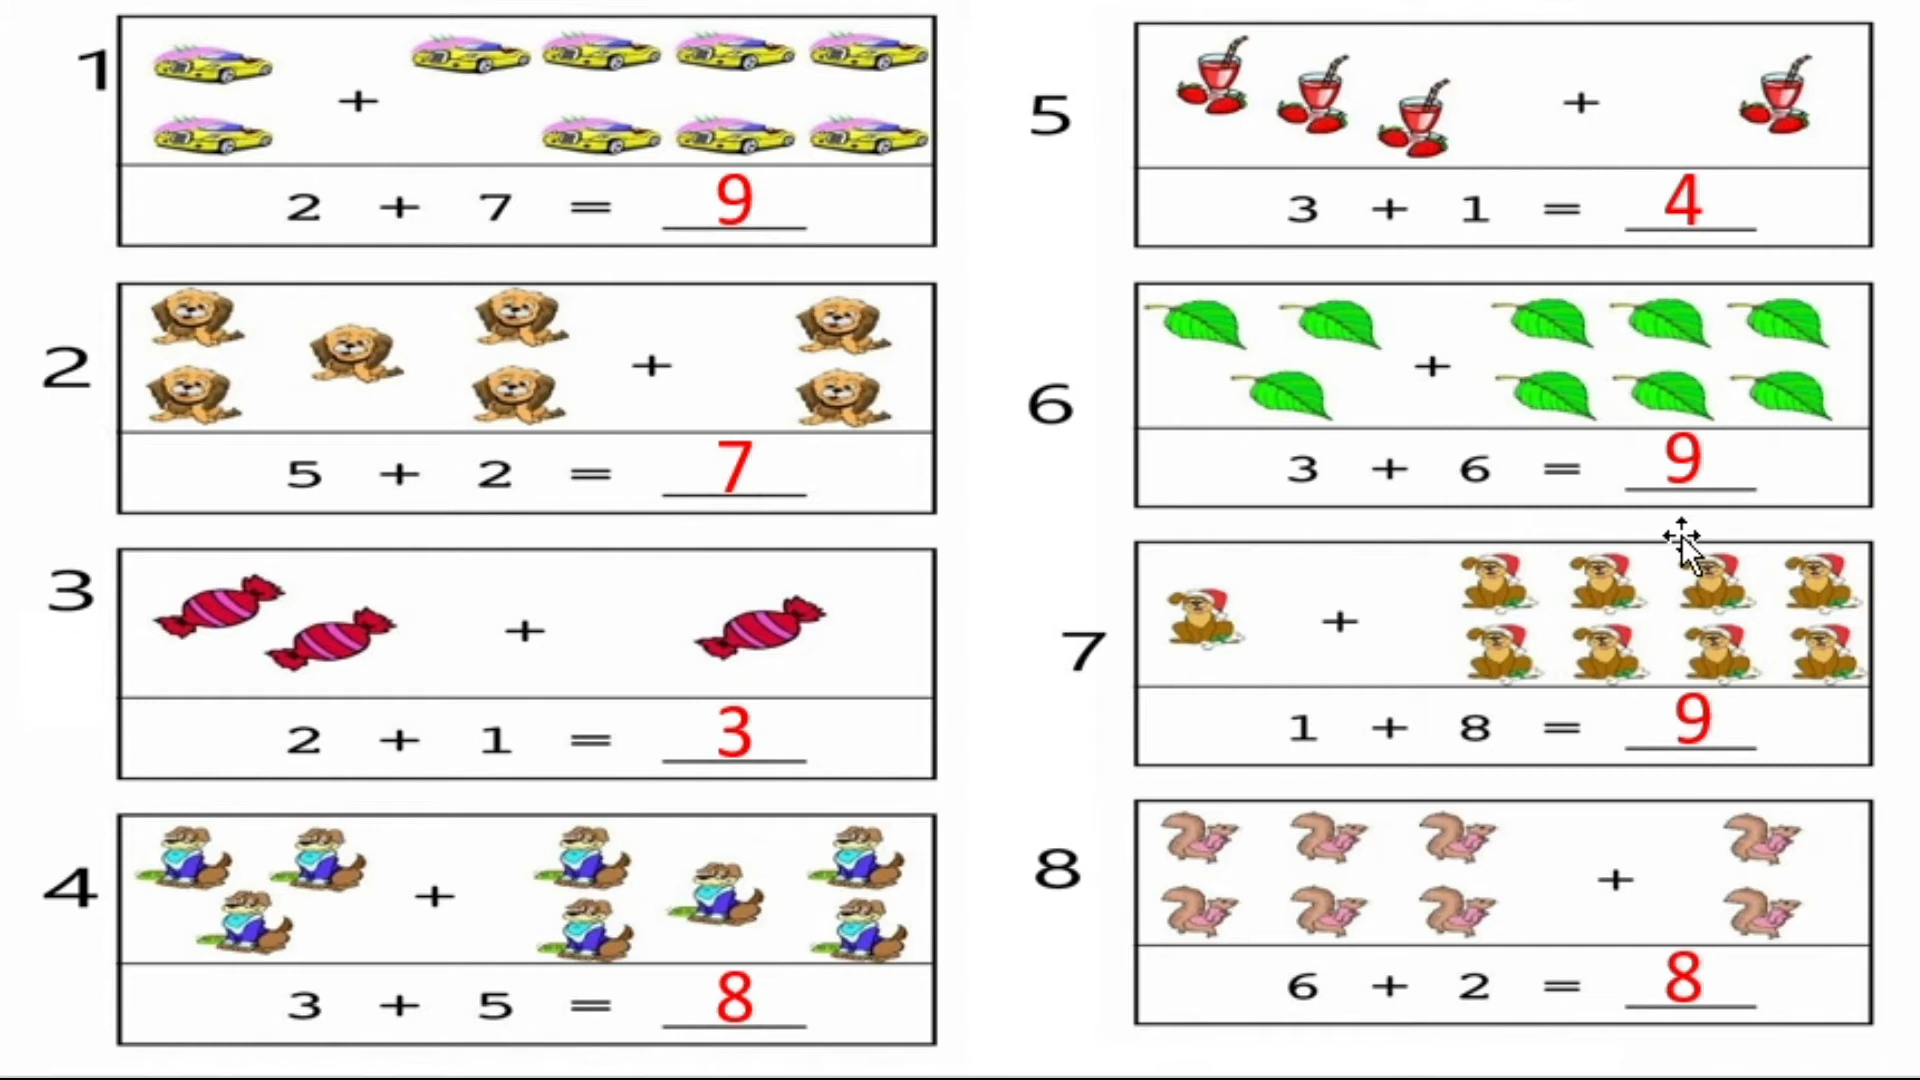 1
+
2 + 7 = 9
2
+
5 + 2 = 7
3
+
2 + 1 = 3
4
+
3 + 5 = 8
5
+
3 + 1 = 4
6
+
3 + 6 = 9
7
+
1 + 8 = 9
8
+
6 + 2 = 8